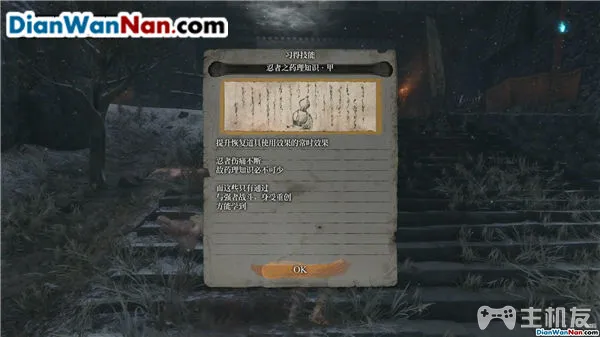 DianWanNan.com
习得技能
忍者之药理知识·甲
提升恢复道具使用效果的常时效果
忍者伤痛不断
故药理知识必不可少
而这些只有通过
与强者战斗，身受重创
方能学到
OK
DianWanNan.com
主机友
DianWanNan.com